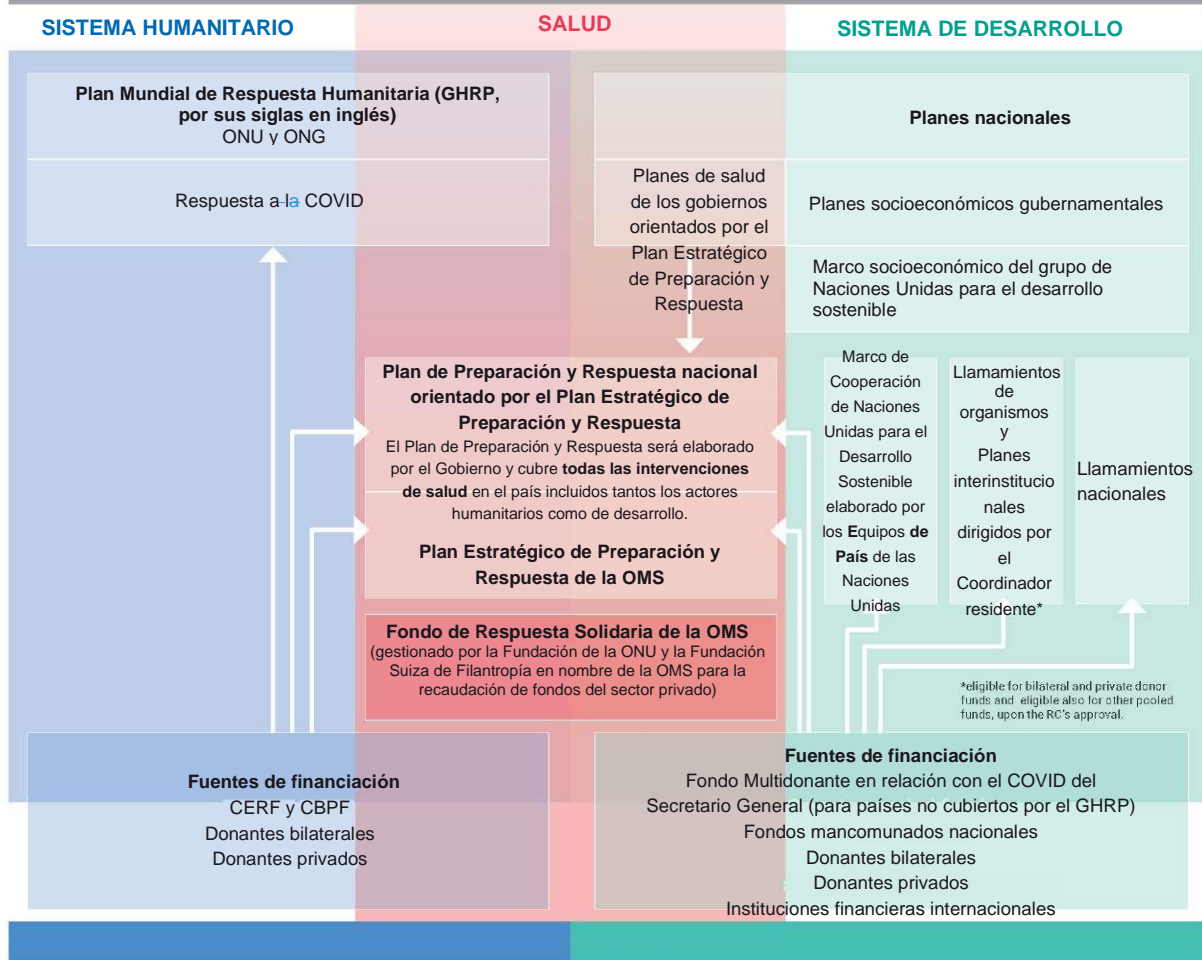 SISTEMA HUMANITARIO
SALUD
SISTEMA DE DESARROLLO
Plan Mundial de Respuesta Humanitaria (GHRP,
por sus siglas en inglés)
ONU y ONG
Respuesta a la COVID
Planes nacionales
Planes de salud
de los gobiernos
orientados por el
Plan Estratégico
de Preparación y
Respuesta
Planes socioeconómicos gubernamentales
Marco socioeconómico del grupo de
Naciones Unidas para el desarrollo
sostenible
Plan de Preparación y Respuesta nacional
orientado por el Plan Estratégico de
Preparación y Respuesta
El Plan de Preparación y Respuesta será elaborado
por el Gobierno y cubre todas las intervenciones
de salud en el país incluidos tantos los actores
humanitarios como de desarrollo.
Plan Estratégico de Preparación y
Respuesta de la OMS
Fondo de Respuesta Solidaria de la OMS
(gestionado por la Fundación de la ONU y la Fundación
Suiza de Filantropía en nombre de la OMS para la
recaudación de fondos del sector privado)
Marco de
Cooperación
de Naciones
Unidas para el
Desarrollo
Sostenible
elaborado por
los Equipos de
País de las
Naciones
Unidas
Llamamientos
de
organismos
y
Planes
interinstitucio
nales
dirigidos por
el
Coordinador
residente*
Llamamientos
nacionales
*eligible for bilateral and private donor
funds and eligible also for other pooled
funds, upon the RC's approval.
Fuentes de financiación
CERF y CBPF
Donantes bilaterales
Donantes privados
Fuentes de financiación
Fondo Multidonante en relación con el COVID del
Secretario General (para países no cubiertos por el GHRP)
Fondos mancomunados nacionales
Donantes bilaterales
Donantes privados
Instituciones financieras internacionales